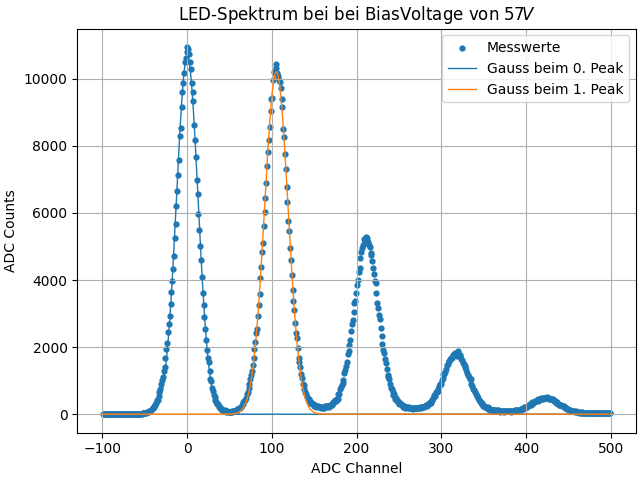 LED-Spektrum bei bei BiasVoltage von 57V
Messwerte
Gauss beim 0. Peak
Gauss beim 1. Peak
ADC Counts
10000
8000
6000
4000
2000
0
−100
0
100
200
300
400
500
ADC Channel